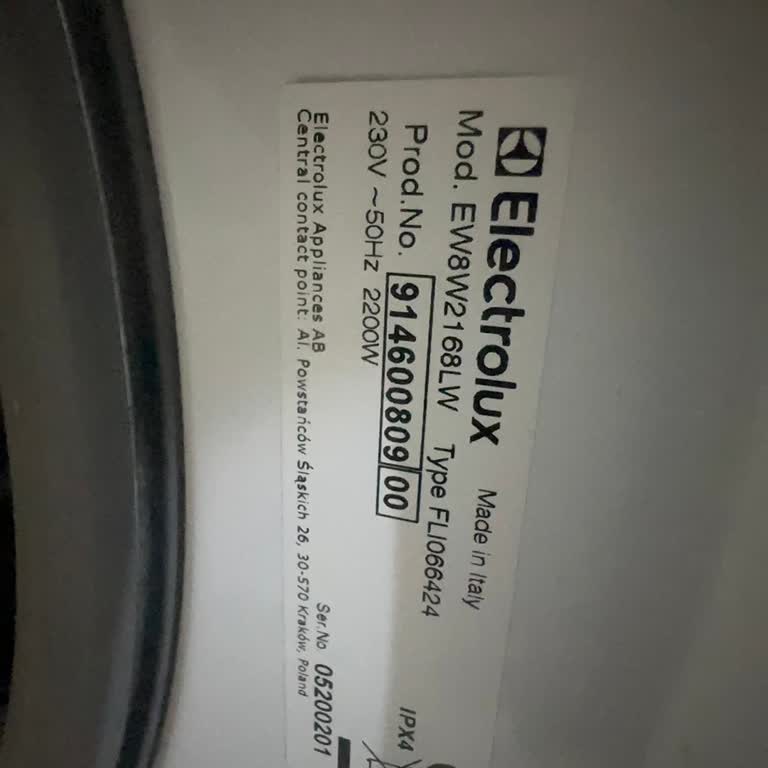 Electrolux Made in Italy
Mod. EW8W2168LW Type FLI066424
Prod.No. 914600809 00 IPX4
230V ~50Hz 2200W
Electrolux Appliances AB Ser.No 05200201
Central contact point: Al. Powstańców Śląskich 26, 30-570 Kraków, Poland